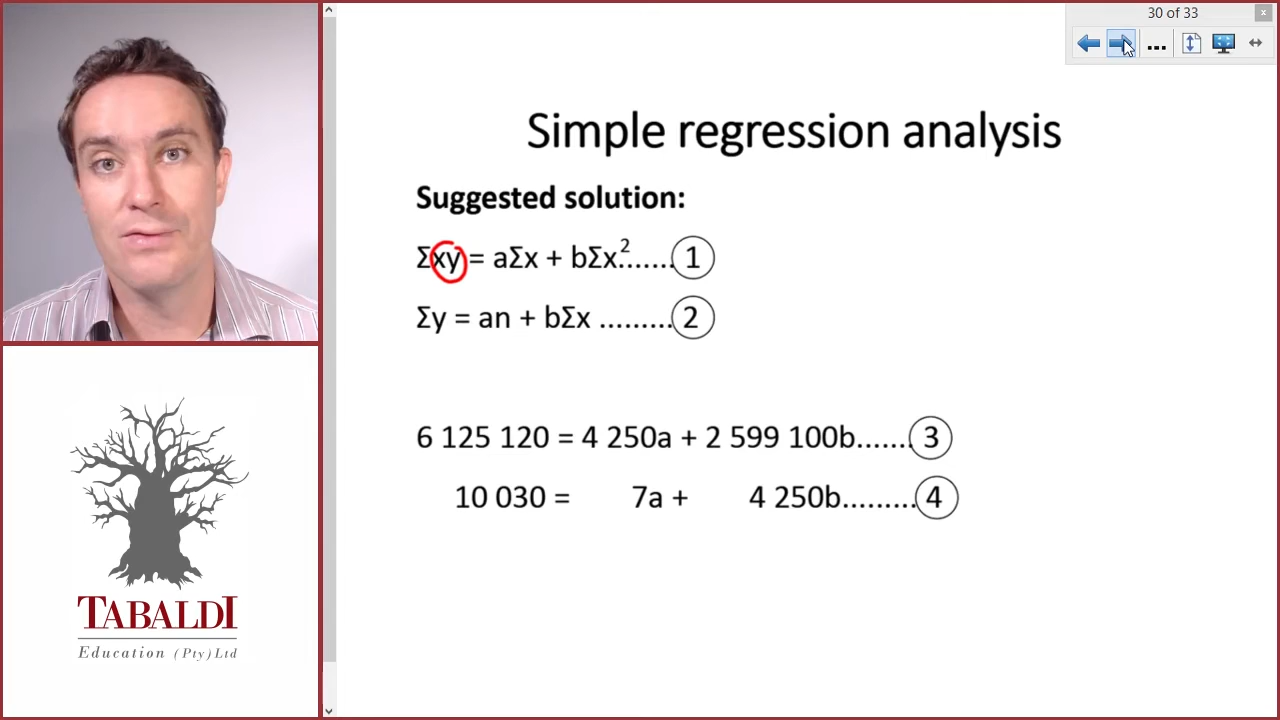 30 of 33
Simple regression analysis
Suggested solution:
Σxy = aΣx + bΣx²......①
Σy = an + bΣx .........②
6 125 120 = 4 250a + 2 599 100b......③
10 030 = 7a + 4 250b.........④
TABALDI
Education (Pty) Ltd